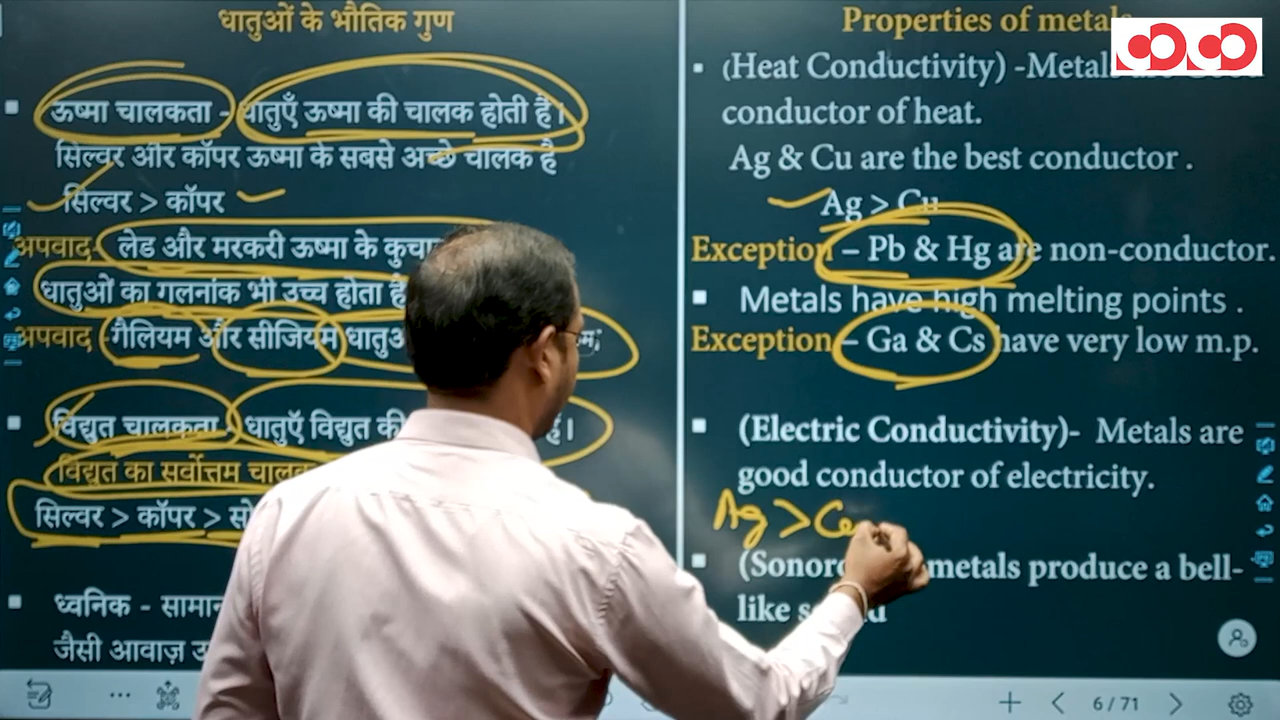 धातुओं के भौतिक गुण
ऊष्मा चालकता - धातुएँ ऊष्मा की चालक होती है।
सिल्वर और कॉपर ऊष्मा के सबसे अच्छे चालक है
सिल्वर > कॉपर
अपवाद- लेड और मरकरी ऊष्मा के
धातुओं का गलनांक भी उच्च होता
अपवाद - गैलियम और सीजियम
विद्युत चालकता - धातुएँ विद्युत की
विद्युत का सर्वोत्तम
सिल्वर > कॉपर >
ध्वनिक -
जैसी आवाज़
Properties of
(Heat Conductivity) -Metals
conductor of heat.
Ag & Cu are the best conductor .
Ag > Cu
Exception – Pb & Hg are non-conductor.
Metals have high melting points .
Exception – Ga & Cs have very low m.p.
(Electric Conductivity)- Metals are
good conductor of electricity.
Ag > Cu
metals produce a bell-
like
6 / 71